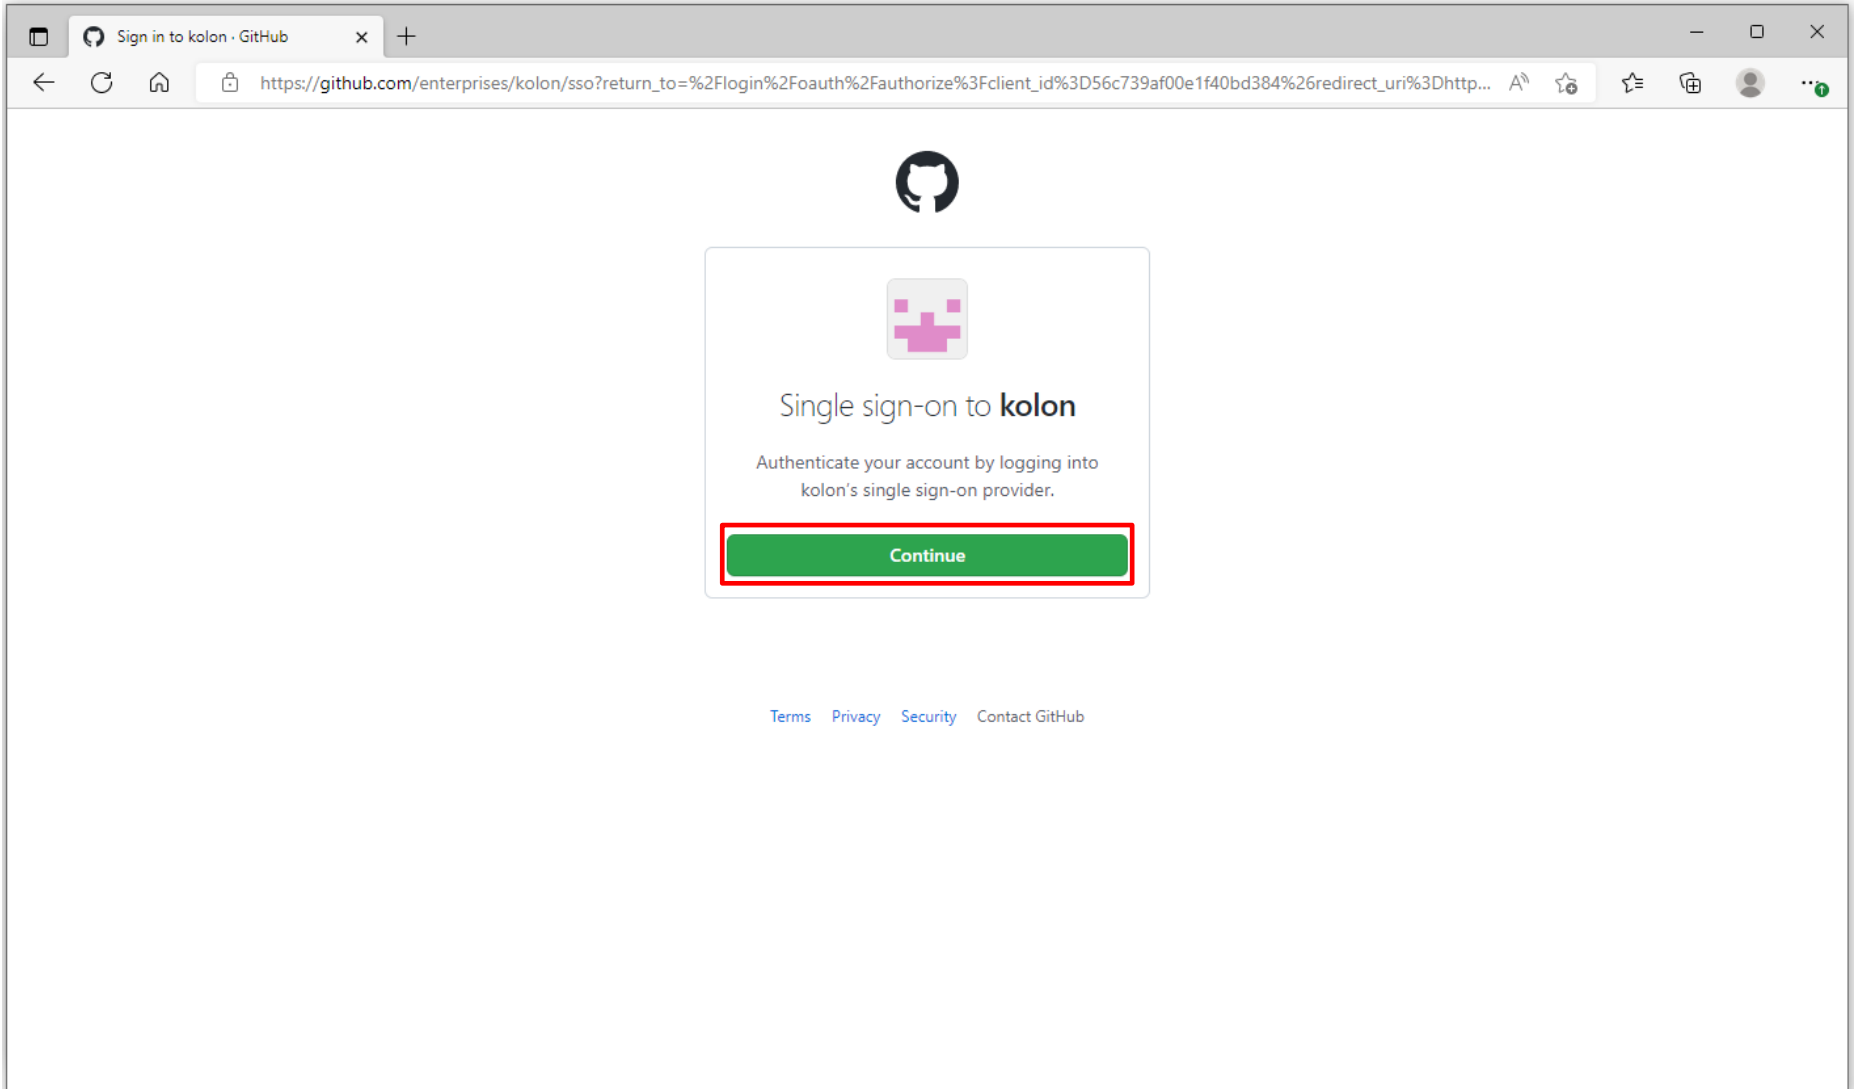 Sign in to kolon · GitHub
https://github.com/enterprises/kolon/sso?return_to=%2Flogin%2Foauth%2Fauthorize%3Fclient_id%3D56c739af00e1f40bd384%26redirect_uri%3Dhttp...
Single sign-on to kolon
Authenticate your account by logging into
kolon's single sign-on provider.
Continue
Terms Privacy Security Contact GitHub